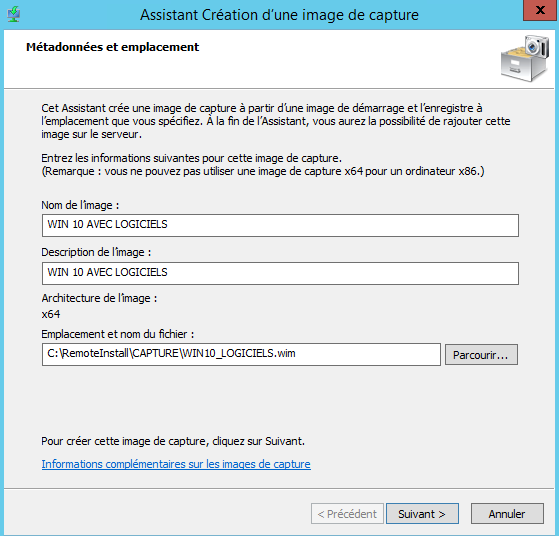 Assistant Création d'une image de capture
x
Métadonnées et emplacement
Cet Assistant crée une image de capture à partir d'une image de démarrage et l'enregistre à
l'emplacement que vous spécifiez. À la fin de l'Assistant, vous aurez la possibilité de rajouter cette
image sur le serveur.
Entrez les informations suivantes pour cette image de capture.
(Remarque : vous ne pouvez pas utiliser une image de capture x64 pour un ordinateur x86.)
Nom de l'image :
WIN 10 AVEC LOGICIELS
Description de l'image :
WIN 10 AVEC LOGICIELS
Architecture de l'image :
x64
Emplacement et nom du fichier :
C:\RemoteInstall\CAPTURE\WIN10_LOGICIELS.wim
Parcourir...
Pour créer cette image de capture, cliquez sur Suivant.
Informations complémentaires sur les images de capture
< Précédent
Suivant >
Annuler